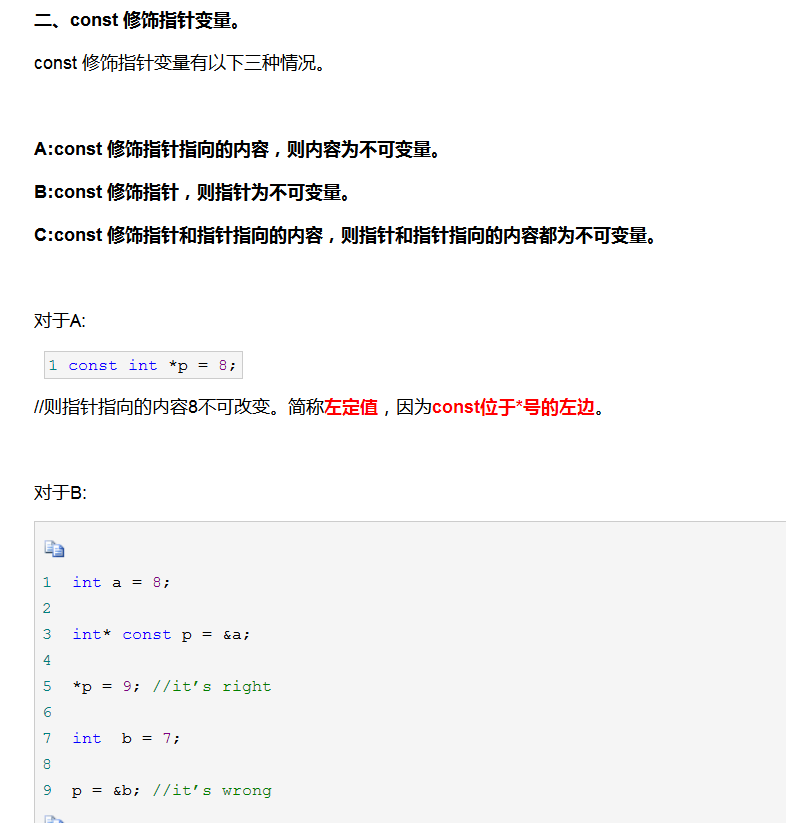 二、const 修饰指针变量。
const 修饰指针变量有以下三种情况。
A:const 修饰指针指向的内容，则内容为不可变量。
B:const 修饰指针，则指针为不可变量。
C:const 修饰指针和指针指向的内容，则指针和指针指向的内容都为不可变量。
对于A:
1 const int *p = 8;
//则指针指向的内容8不可改变。简称左定值，因为const位于*号的左边。
对于B:
1 int a = 8;
2
3 int* const p = &a;
4
5 *p = 9; //it’s right
6
7 int  b = 7;
8
9 p = &b; //it’s wrong